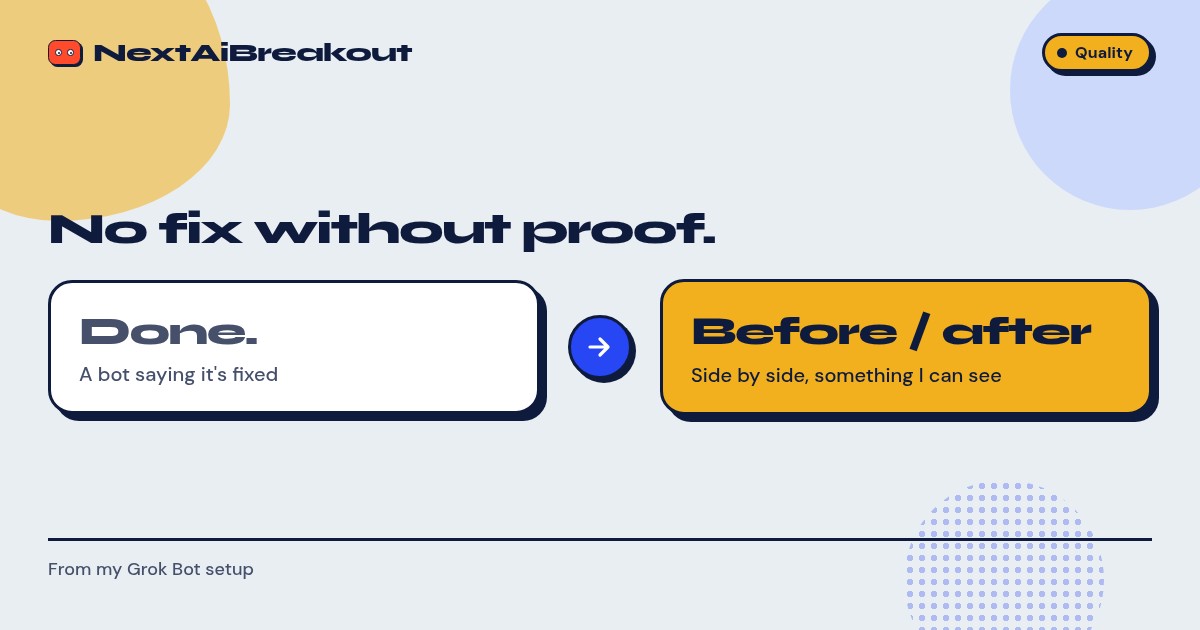 NextAiBreakout
Quality
No fix without proof.
Done.
A bot saying it's fixed
Before / after
Side by side, something I can see
From my Grok Bot setup